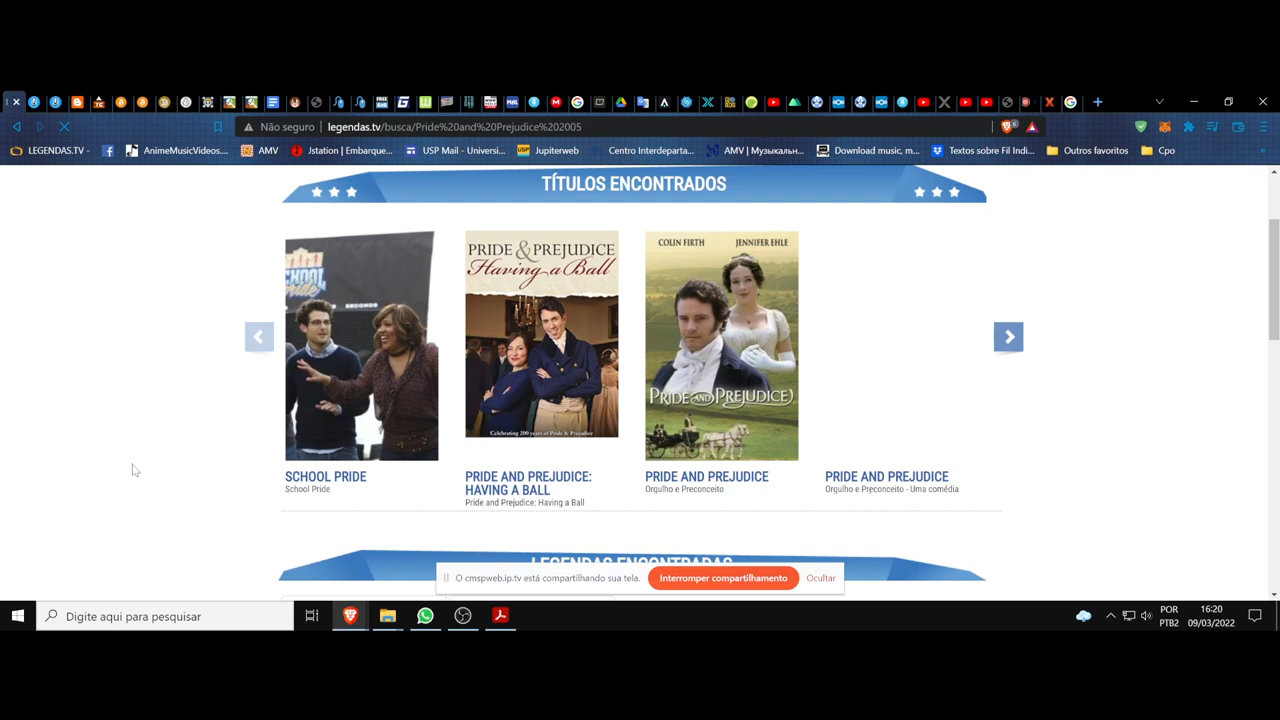 Não seguro legendas.tv/busca/Pride%20and%20Prejudice%202005
LEGENDAS.TV - AnimeMusicVideos... AMV Jstation | Embarque... USP Mail - Universi... Jupiterweb Centro Interdeparta... AMV | Музыкальн... Download music, m... Textos sobre Fil Indi... Outros favoritos Cpo
TÍTULOS ENCONTRADOS
SCHOOL
Pride
RECORDS
PRIDE & PREJUDICE
Having a Ball
Celebrating 200 years of Pride & Prejudice
COLIN FIRTH JENNIFER EHLE
PRIDE AND PREJUDICE
SCHOOL PRIDE
School Pride
PRIDE AND PREJUDICE:
HAVING A BALL
Pride and Prejudice: Having a Ball
PRIDE AND PREJUDICE
Orgulho e Preconceito
PRIDE AND PREJUDICE
Orgulho e Preconceito - Uma comédia
LEGENDAS ENCONTRADAS
O cmspweb.ip.tv está compartilhando sua tela. Interromper compartilhamento Ocultar
Digite aqui para pesquisar
POR
PTB2
16:20
09/03/2022